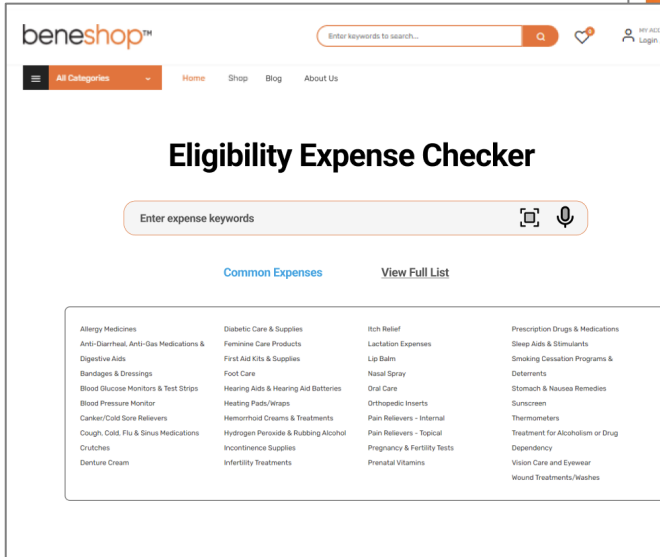 beneshop™
Enter keywords to search...
0
Login
All Categories
Home
Shop
Blog
About Us
Eligibility Expense Checker
Enter expense keywords
Common Expenses
View Full List
Allergy Medicines
Anti-Diarrheal, Anti-Gas Medications &
Digestive Aids
Bandages & Dressings
Blood Glucose Monitors & Test Strips
Blood Pressure Monitor
Canker/Cold Sore Relievers
Cough, Cold, Flu & Sinus Medications
Crutches
Denture Cream
Diabetic Care & Supplies
Feminine Care Products
First Aid Kits & Supplies
Foot Care
Hearing Aids & Hearing Aid Batteries
Heating Pads/Wraps
Hemorrhoid Creams & Treatments
Hydrogen Peroxide & Rubbing Alcohol
Incontinence Supplies
Infertility Treatments
Itch Relief
Lactation Expenses
Lip Balm
Nasal Spray
Oral Care
Orthopedic Inserts
Pain Relievers - Internal
Pain Relievers - Topical
Pregnancy & Fertility Tests
Prenatal Vitamins
Prescription Drugs & Medications
Sleep Aids & Stimulants
Smoking Cessation Programs &
Deterrents
Stomach & Nausea Remedies
Sunscreen
Thermometers
Treatment for Alcoholism or Drug
Dependency
Vision Care and Eyewear
Wound Treatments/Washes